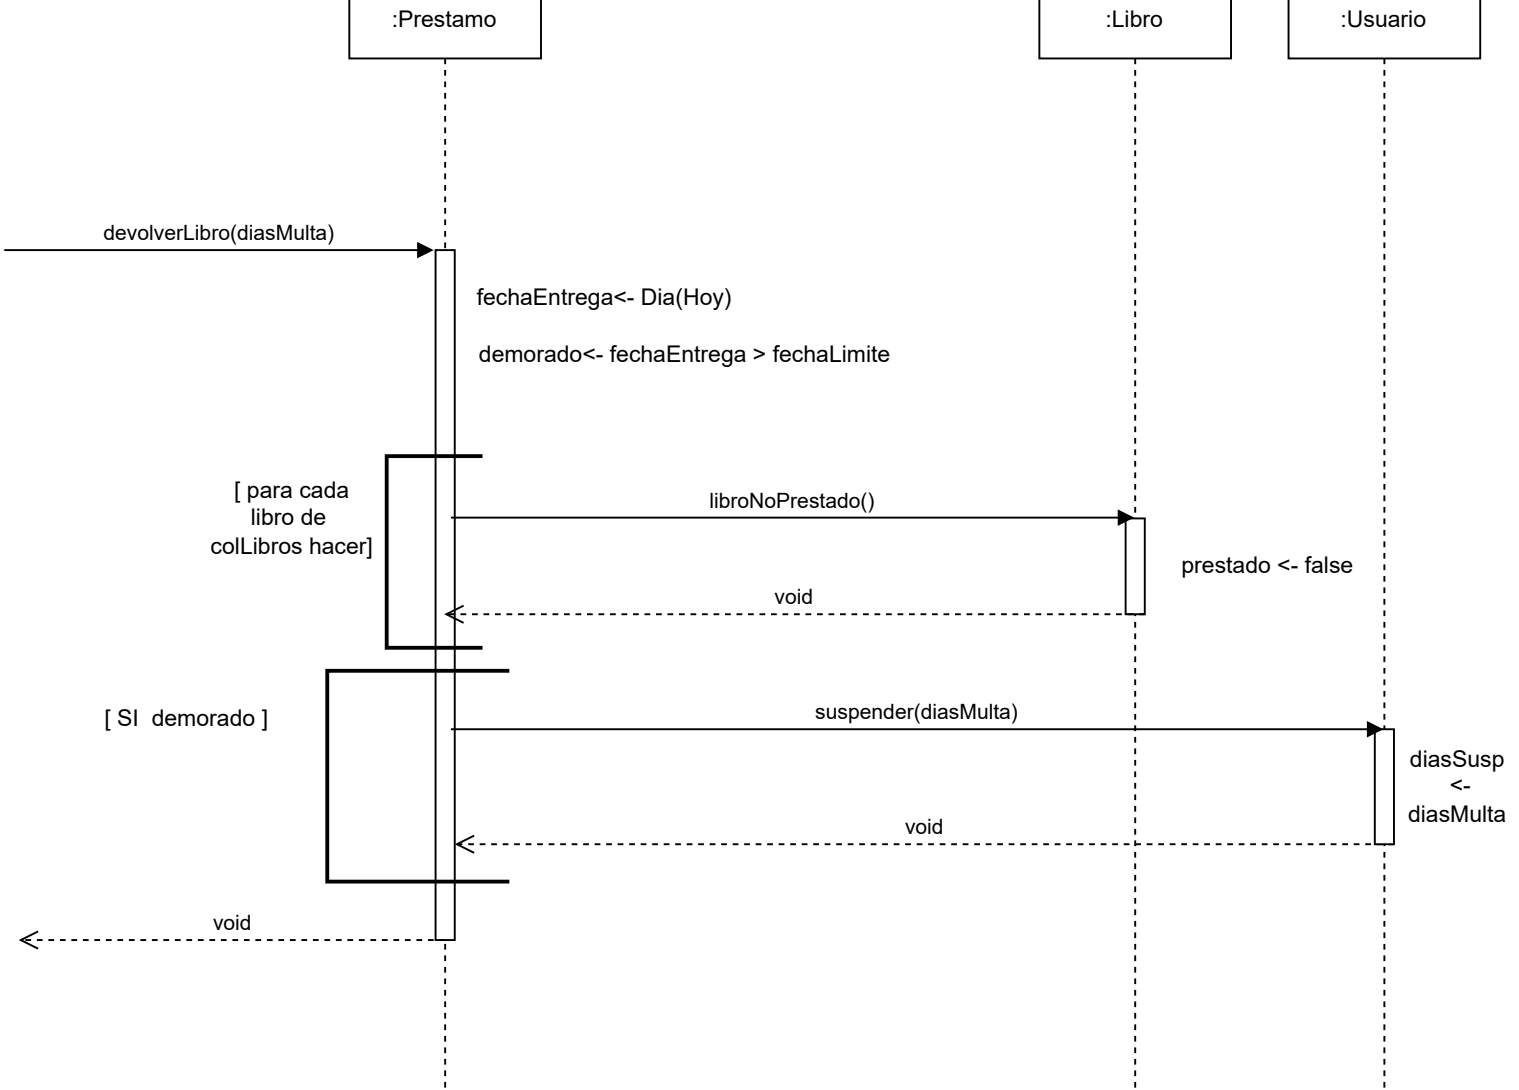 :Prestamo
:Libro
:Usuario
devolverLibro(diasMulta)
fechaEntrega<- Dia(Hoy)
demorado<- fechaEntrega > fechaLimite
[ para cada
libro de
colLibros hacer]
libroNoPrestado()
prestado <- false
void
[ SI  demorado ]
suspender(diasMulta)
diasSusp
<-
diasMulta
void
void